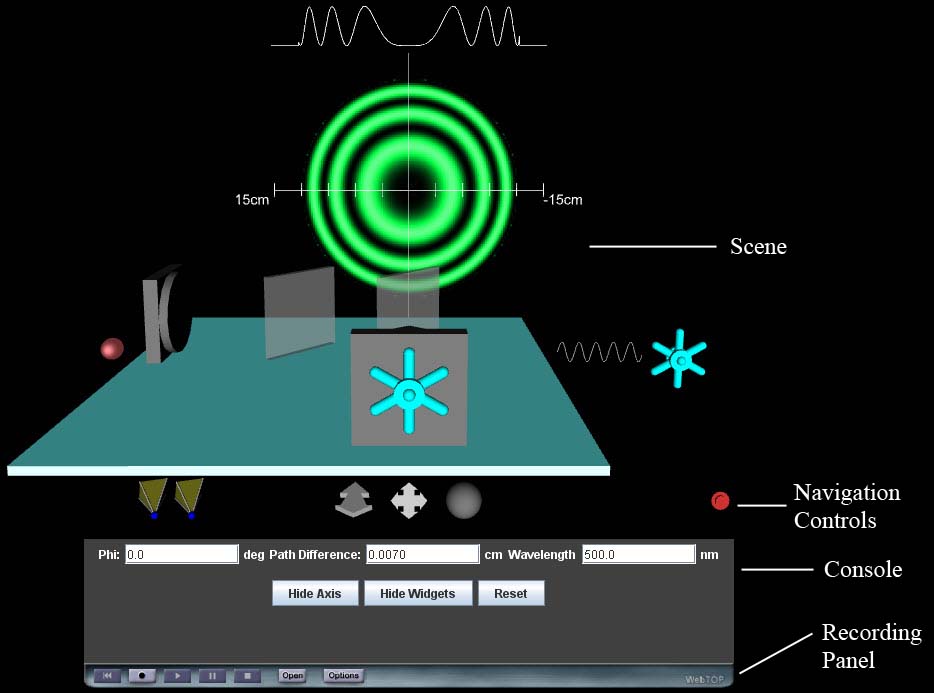 15cm
-15cm
Scene
Navigation
Controls
Phi: 0.0 deg Path Difference: 0.0070 cm Wavelength 500.0 nm
Hide Axis Hide Widgets Reset
Console
Recording
Panel
Open Options WebTOP